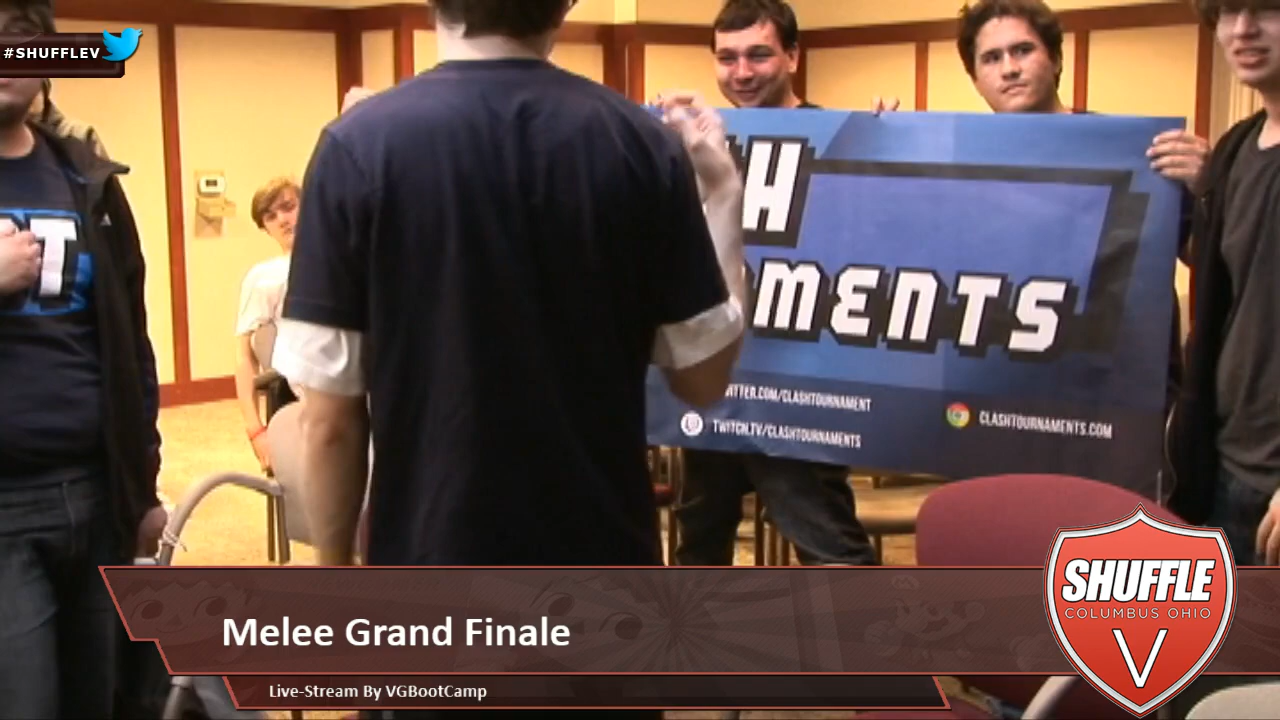 #SHUFFLEV
T
H
MENTS
TTER.COM/CLASHTOURNAMENT
TWITCH.TV/CLASHTOURNAMENTS
CLASHTOURNAMENTS.COM
SHUFFLE
COLUMBUS OHIO
V
Melee Grand Finale
Live-Stream By VGBootCamp